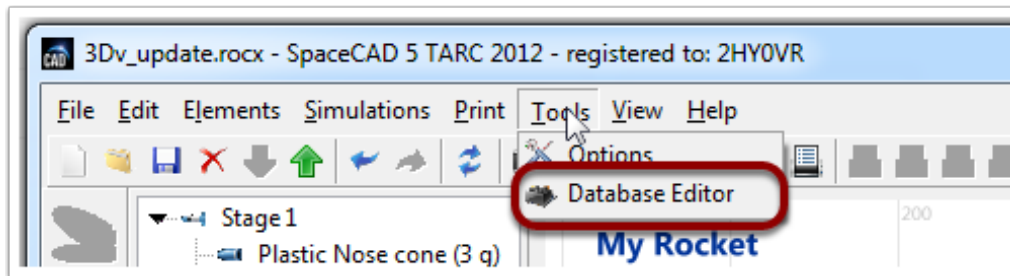 CAD 3Dv_update.rocx - SpaceCAD 5 TARC 2012 - registered to: 2HY0VR
File Edit Elements Simulations Print Tools View Help
Options
Database Editor
Stage 1
200
Plastic Nose cone (3 g)
My Rocket